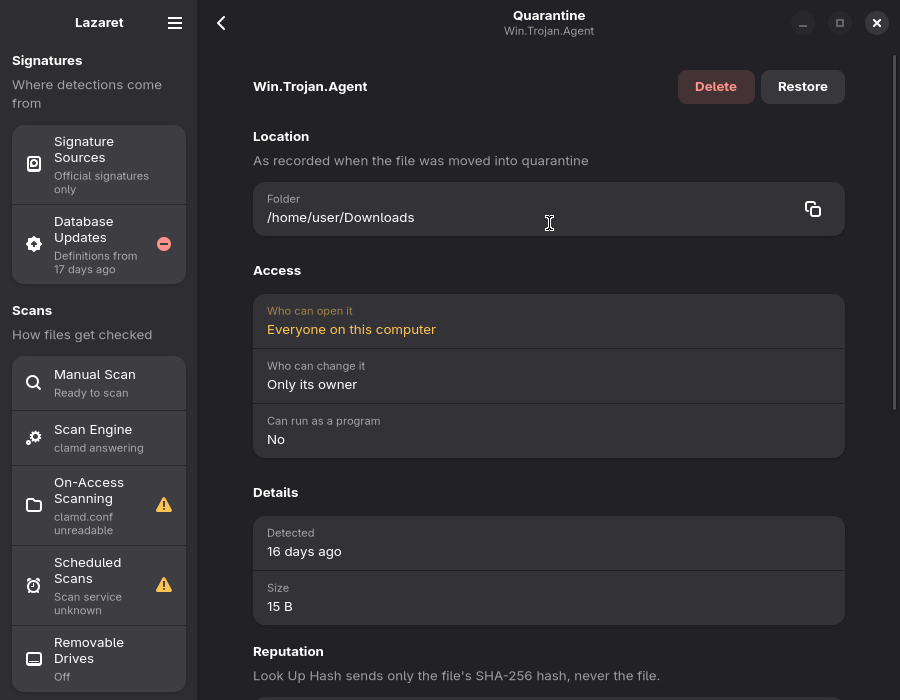 Lazaret
Signatures
Where detections come
from
Signature
Sources
Official signatures
only
Database
Updates
Definitions from
17 days ago
Scans
How files get checked
Manual Scan
Ready to scan
Scan Engine
clamd answering
On-Access
Scanning
clamd.conf
unreadable
Scheduled
Scans
Scan service
unknown
Removable
Drives
Off
Quarantine
Win.Trojan.Agent
Win.Trojan.Agent
Delete
Restore
Location
As recorded when the file was moved into quarantine
Folder
/home/user/Downloads
Access
Who can open it
Everyone on this computer
Who can change it
Only its owner
Can run as a program
No
Details
Detected
16 days ago
Size
15 B
Reputation
Look Up Hash sends only the file's SHA-256 hash, never the file.